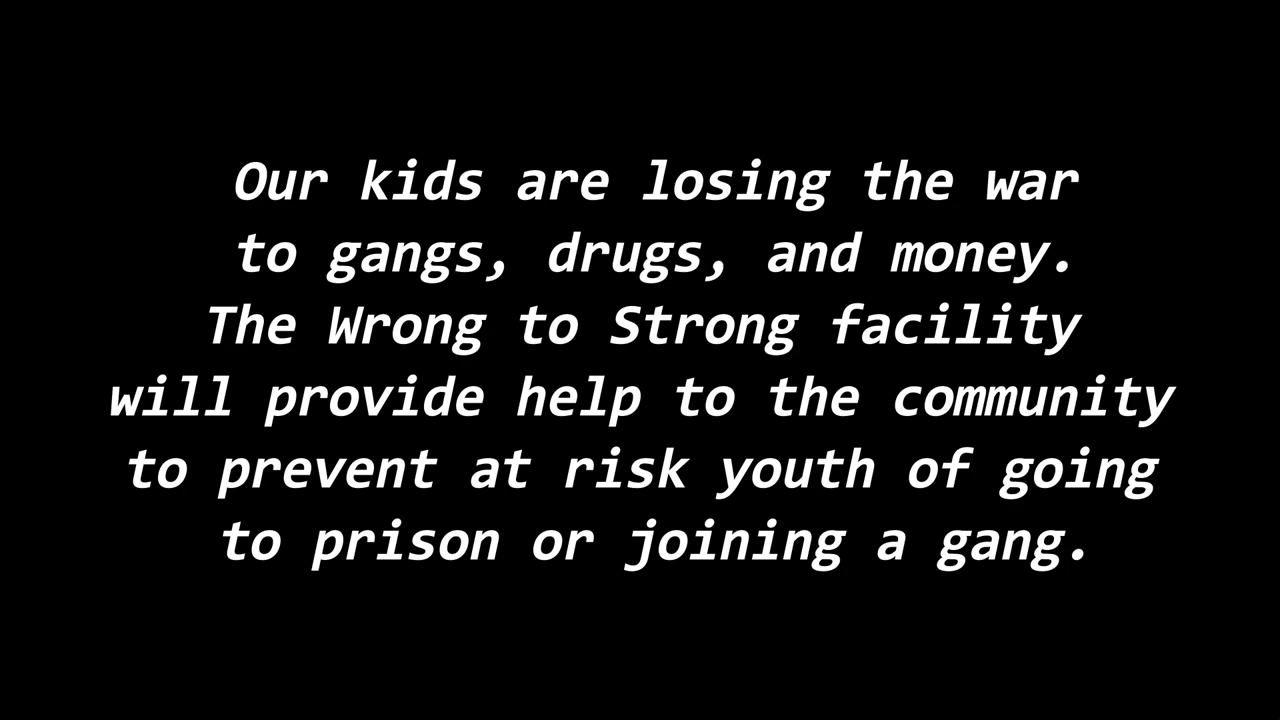 Our kids are losing the war
to gangs, drugs, and money.
The Wrong to Strong facility
will provide help to the community
to prevent at risk youth of going
to prison or joining a gang.